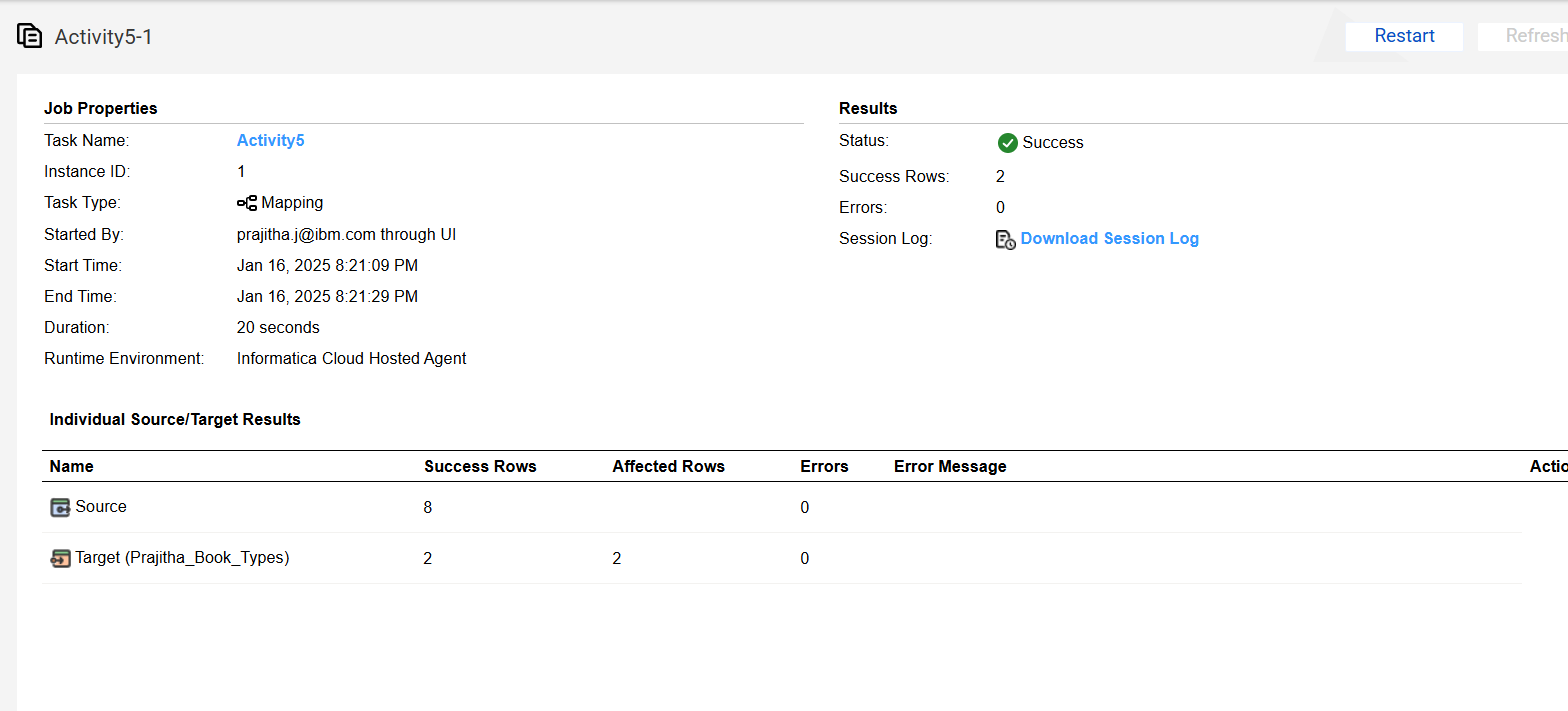 Activity5-1
Restart
Refresh
Job Properties
Task Name: Activity5
Instance ID: 1
Task Type: Mapping
Started By: prajitha.j@ibm.com through UI
Start Time: Jan 16, 2025 8:21:09 PM
End Time: Jan 16, 2025 8:21:29 PM
Duration: 20 seconds
Runtime Environment: Informatica Cloud Hosted Agent
Results
Status: Success
Success Rows: 2
Errors: 0
Session Log: Download Session Log
Individual Source/Target Results
Name Success Rows Affected Rows Errors Error Message Actio
Source 8 0
Target (Prajitha_Book_Types) 2 2 0